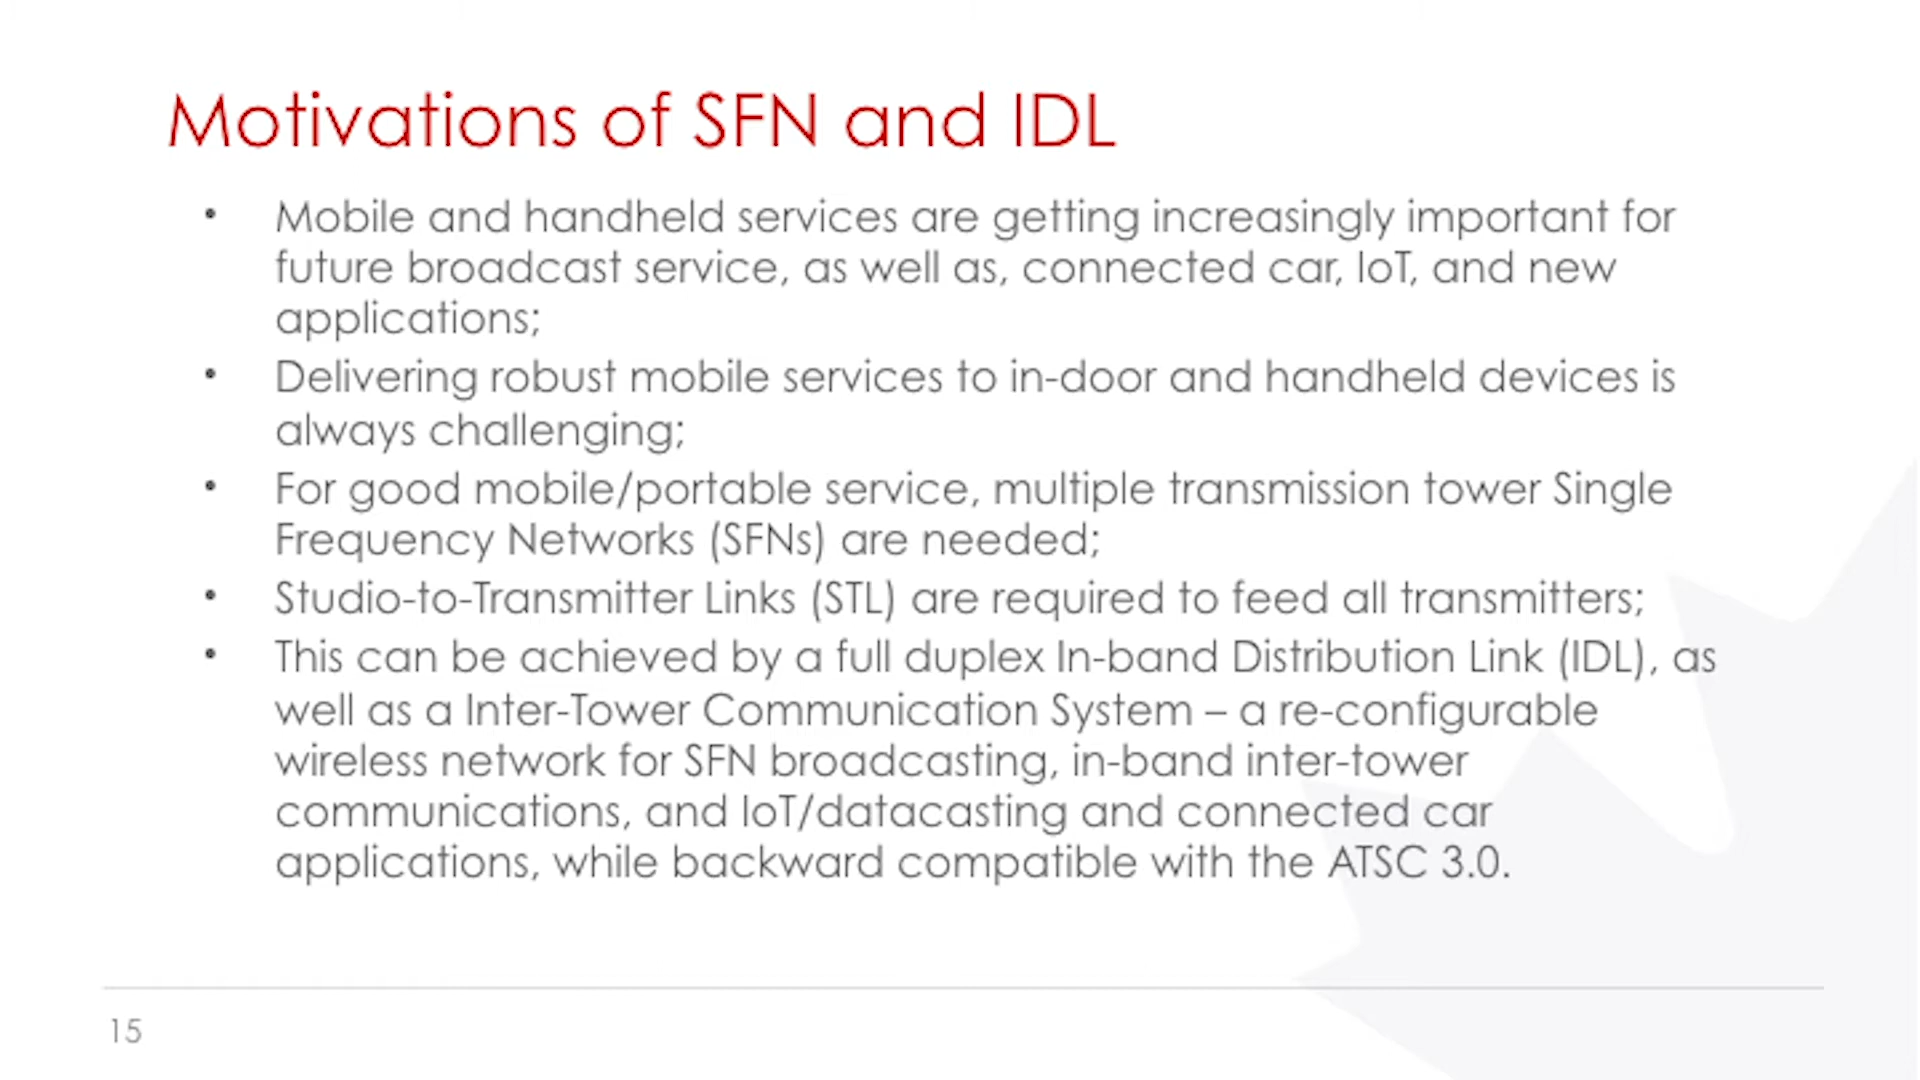 Motivations of SFN and IDL
• Mobile and handheld services are getting increasingly important for
future broadcast service, as well as, connected car, IoT, and new
applications;
• Delivering robust mobile services to in-door and handheld devices is
always challenging;
• For good mobile/portable service, multiple transmission tower Single
Frequency Networks (SFNs) are needed;
• Studio-to-Transmitter Links (STL) are required to feed all transmitters;
• This can be achieved by a full duplex In-band Distribution Link (IDL), as
well as a Inter-Tower Communication System – a re-configurable
wireless network for SFN broadcasting, in-band inter-tower
communications, and IoT/datacasting and connected car
applications, while backward compatible with the ATSC 3.0.
15